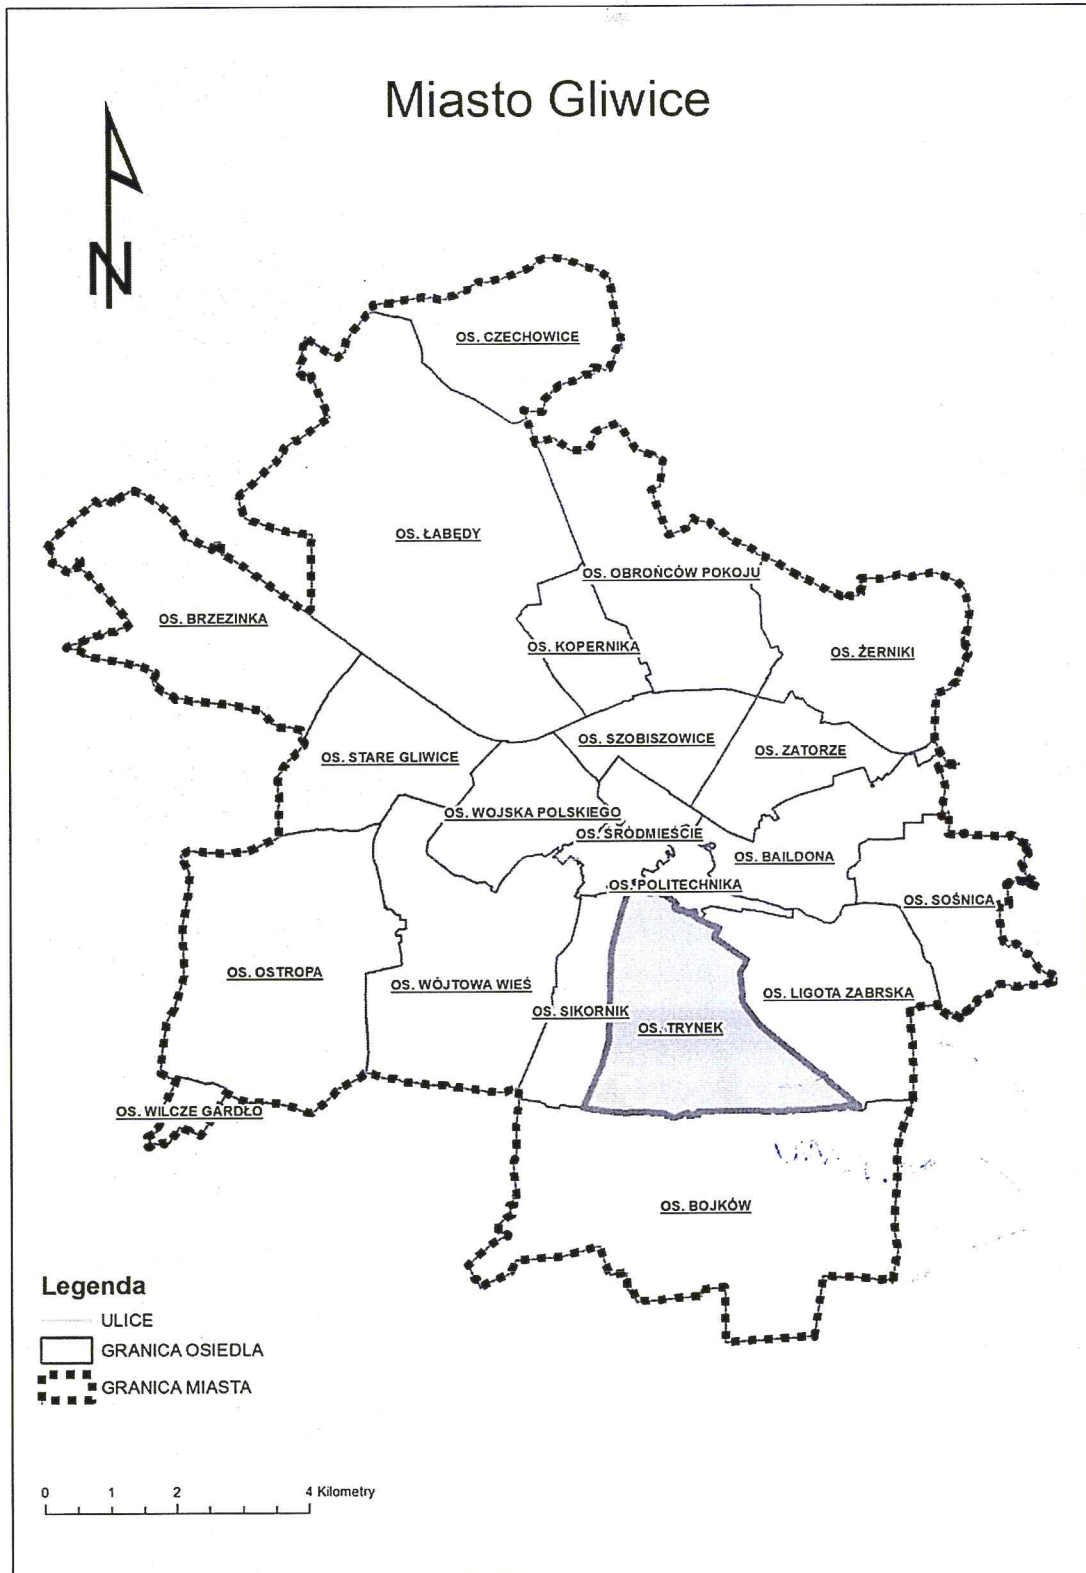 Miasto Gliwice
N
OS. CZECHOWICE
OS. ŁABĘDY
OS. OBROŃCÓW POKOJU
OS. BRZEZINKA
OS. KOPERNIKA
OS. ŻERNIKI
OS. SZOBISZOWICE
OS. STARE GLIWICE
OS. ZATORZE
OS. WOJSKA POLSKIEGO
OS. ŚRÓDMIEŚCIE
OS. BAILDONA
OS. POLITECHNIKA
OS. SOŚNICA
OS. OSTROPA
OS. WÓJTOWA WIEŚ
OS. LIGOTA ZABRSKA
OS. SIKORNIK
OS. TRYNEK
OS. WILCZE GARDŁO
OS. BOJKÓW
Legenda
ULICE
GRANICA OSIEDLA
GRANICA MIASTA
0 1 2 4 Kilometry